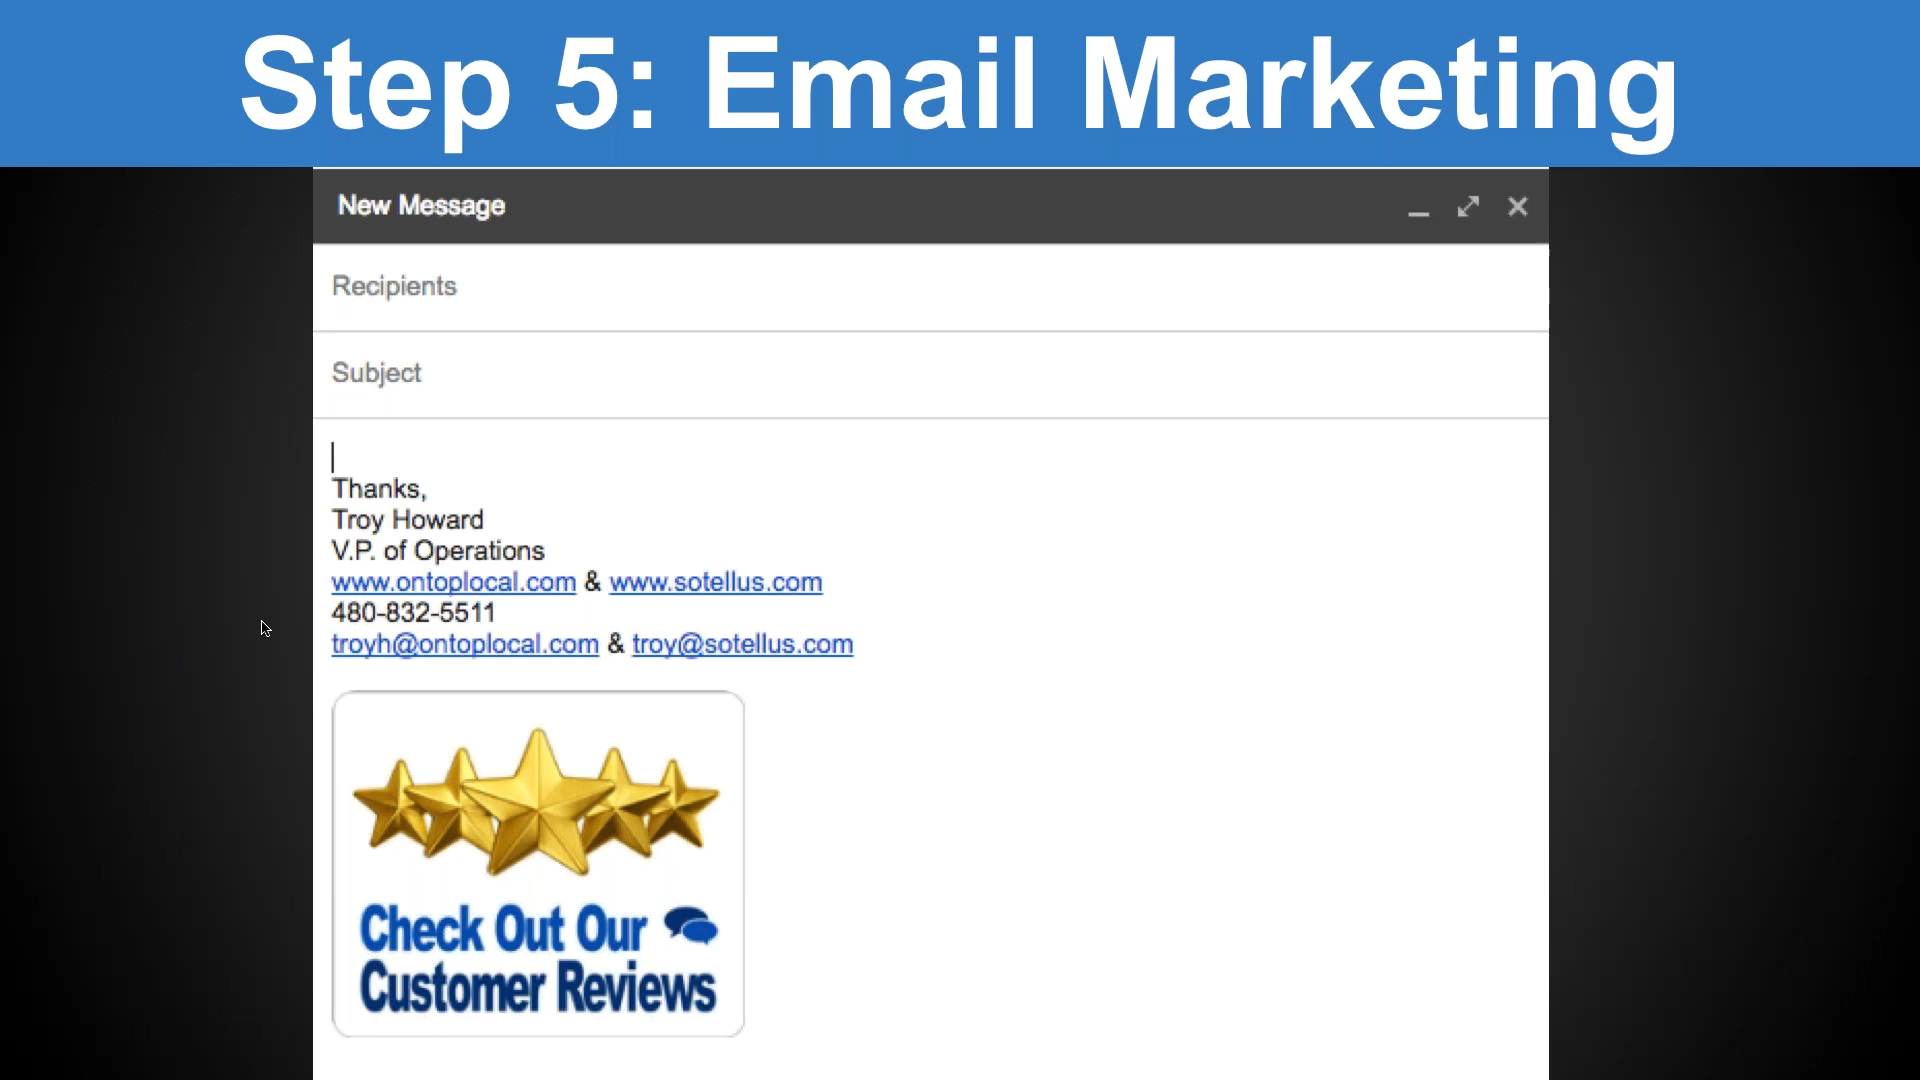 Step 5: Email Marketing
New Message
Recipients
Subject
Thanks,
Troy Howard
V.P. of Operations
www.ontoplocal.com & www.sotellus.com
480-832-5511
troyh@ontoplocal.com & troy@sotellus.com
Check Out Our
Customer Reviews